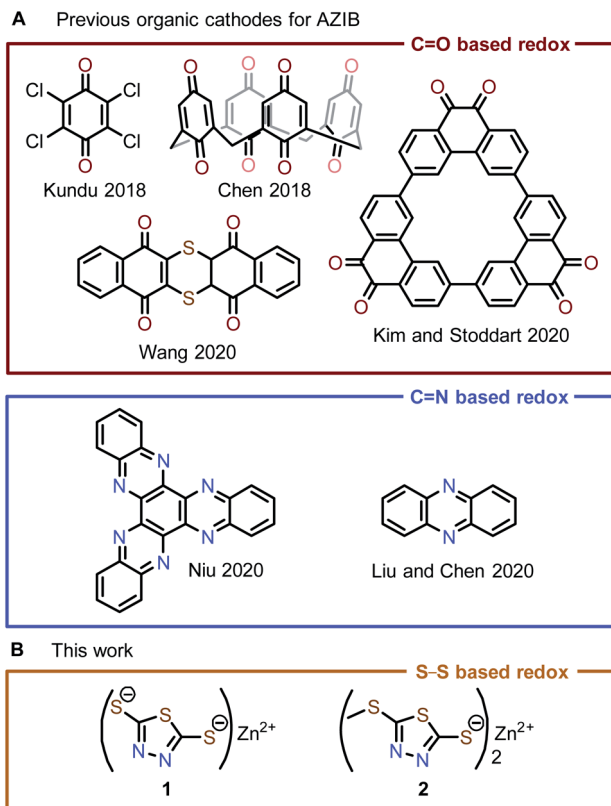 A Previous organic cathodes for AZIB
C=O based redox
O
Cl Cl
Cl Cl
O
Kundu 2018
O O O O
O O O O
Chen 2018
O O
O O
O O
Kim and Stoddart 2020
O S O
O S O
Wang 2020
C=N based redox
N
N N
N N
N
Niu 2020
N
N
Liu and Chen 2020
B This work
S–S based redox
S⊖ S S⊖ Zn2+
N N
1
S S S⊖ Zn2+
N N 2
2